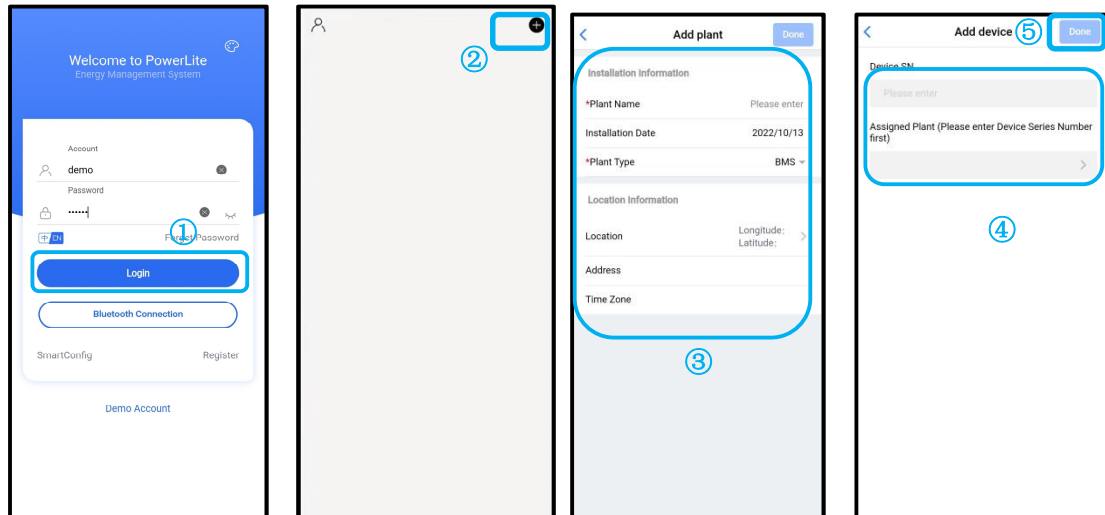 Welcome to PowerLite
Energy Management System
Account
demo
Password
••••••
中/EN
Forget Password
①
Login
Bluetooth Connection
SmartConfig
Register
Demo Account
②
Add plant
Done
Installation Information
*Plant Name
Please enter
Installation Date
2022/10/13
*Plant Type
BMS
Location Information
Location
Longitude:
Latitude:
Address
Time Zone
③
Add device
⑤
Done
Device SN
Please enter
Assigned Plant (Please enter Device Series Number
first)
④